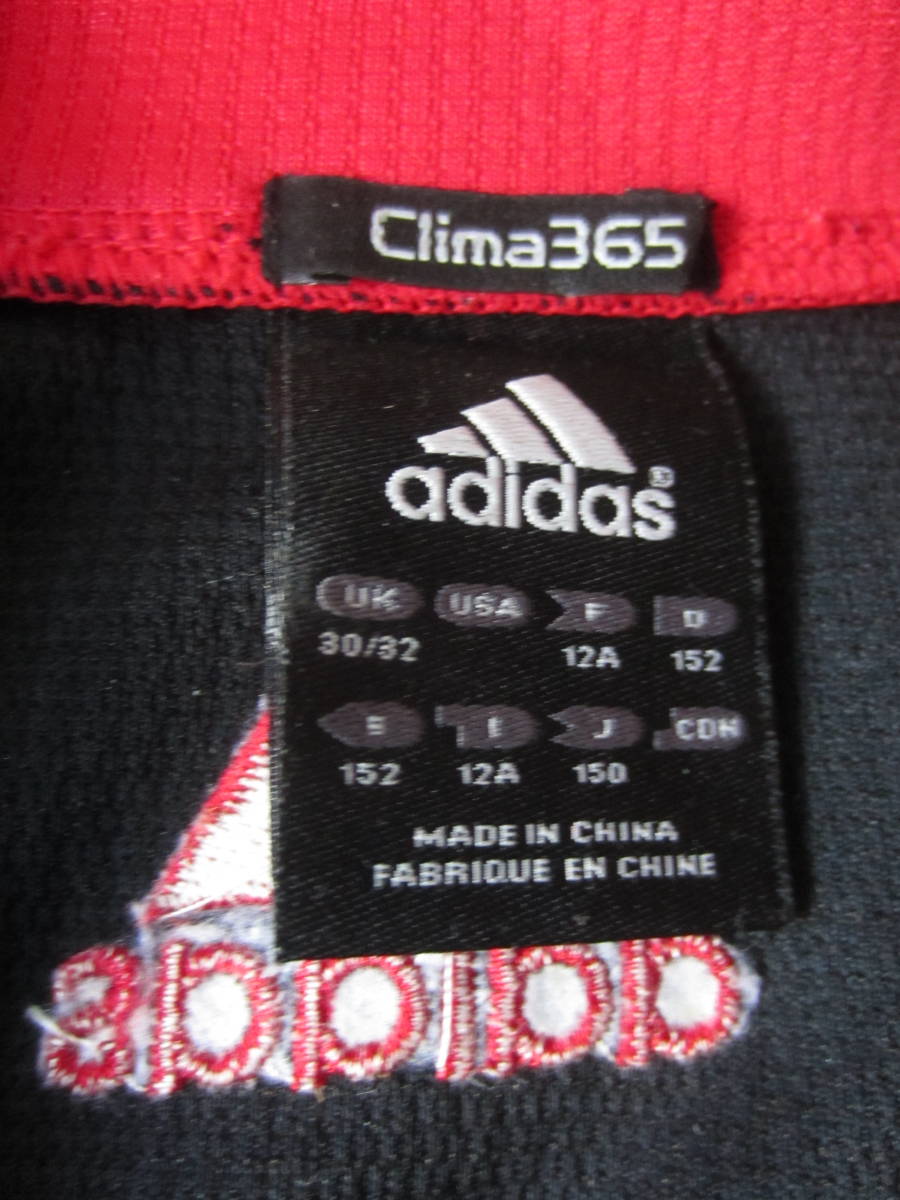 Clima365
adidas®
UK USA F D
30/32 12A 152
S E J CDN
152 12A 150
MADE IN CHINA
FABRIQUE EN CHINE
adidas